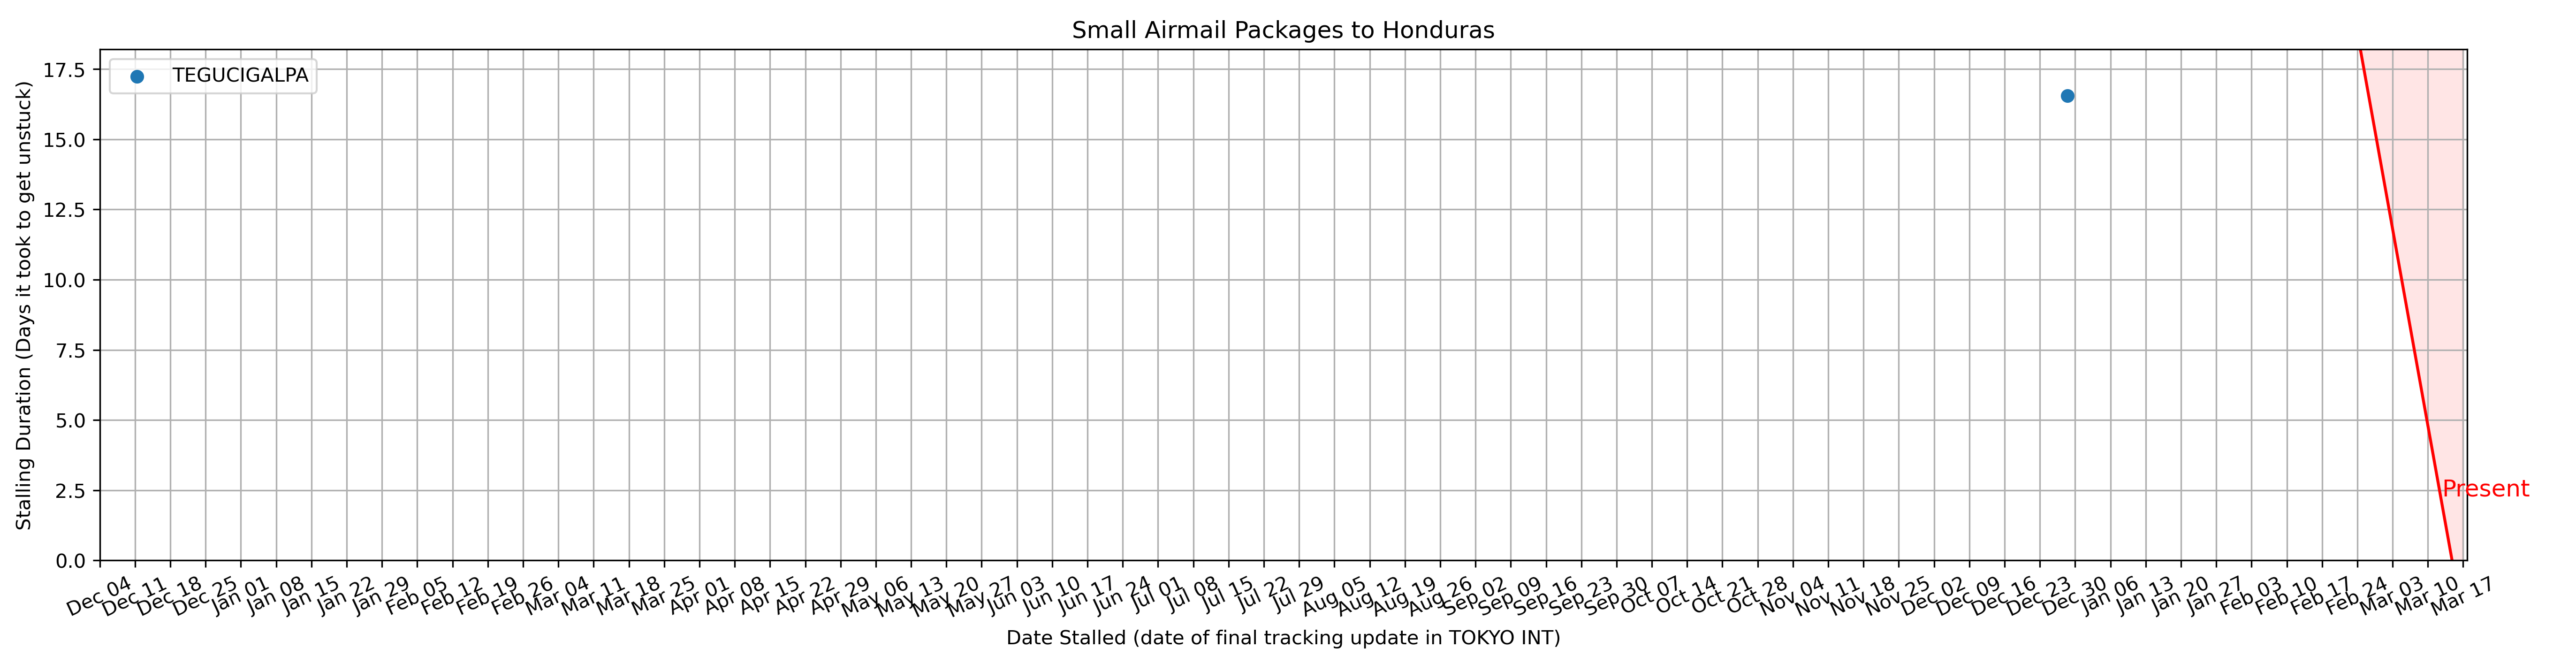 Small Airmail Packages to Honduras
TEGUCIGALPA
Stalling Duration (Days it took to get unstuck)
17.5
15.0
12.5
10.0
7.5
5.0
2.5
0.0
Present
Dec 04 Dec 11 Dec 18 Dec 25 Jan 01 Jan 08 Jan 15 Jan 22 Jan 29 Feb 05 Feb 12 Feb 19 Feb 26 Mar 04 Mar 11 Mar 18 Mar 25 Apr 01 Apr 08 Apr 15 Apr 22 Apr 29 May 06 May 13 May 20 May 27 Jun 03 Jun 10 Jun 17 Jun 24 Jul 01 Jul 08 Jul 15 Jul 22 Jul 29 Aug 05 Aug 12 Aug 19 Aug 26 Sep 02 Sep 09 Sep 16 Sep 23 Sep 30 Oct 07 Oct 14 Oct 21 Oct 28 Nov 04 Nov 11 Nov 18 Nov 25 Dec 02 Dec 09 Dec 16 Dec 23 Dec 30 Jan 06 Jan 13 Jan 20 Jan 27 Feb 03 Feb 10 Feb 17 Feb 24 Mar 03 Mar 10 Mar 17
Date Stalled (date of final tracking update in TOKYO INT)